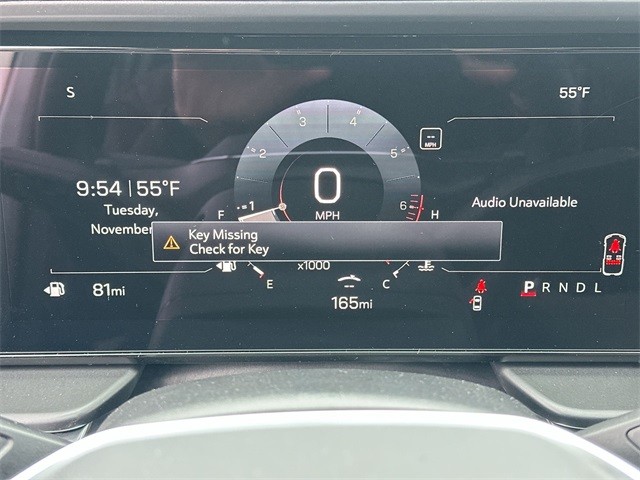 S
55°F
3 4
2 5
--
MPH
9:54 | 55°F
0
1
6
Tuesday,
F
MPH
H
Audio Unavailable
November
Key Missing
Check for Key
x1000
81mi
E
--
C
165mi
P R N D L